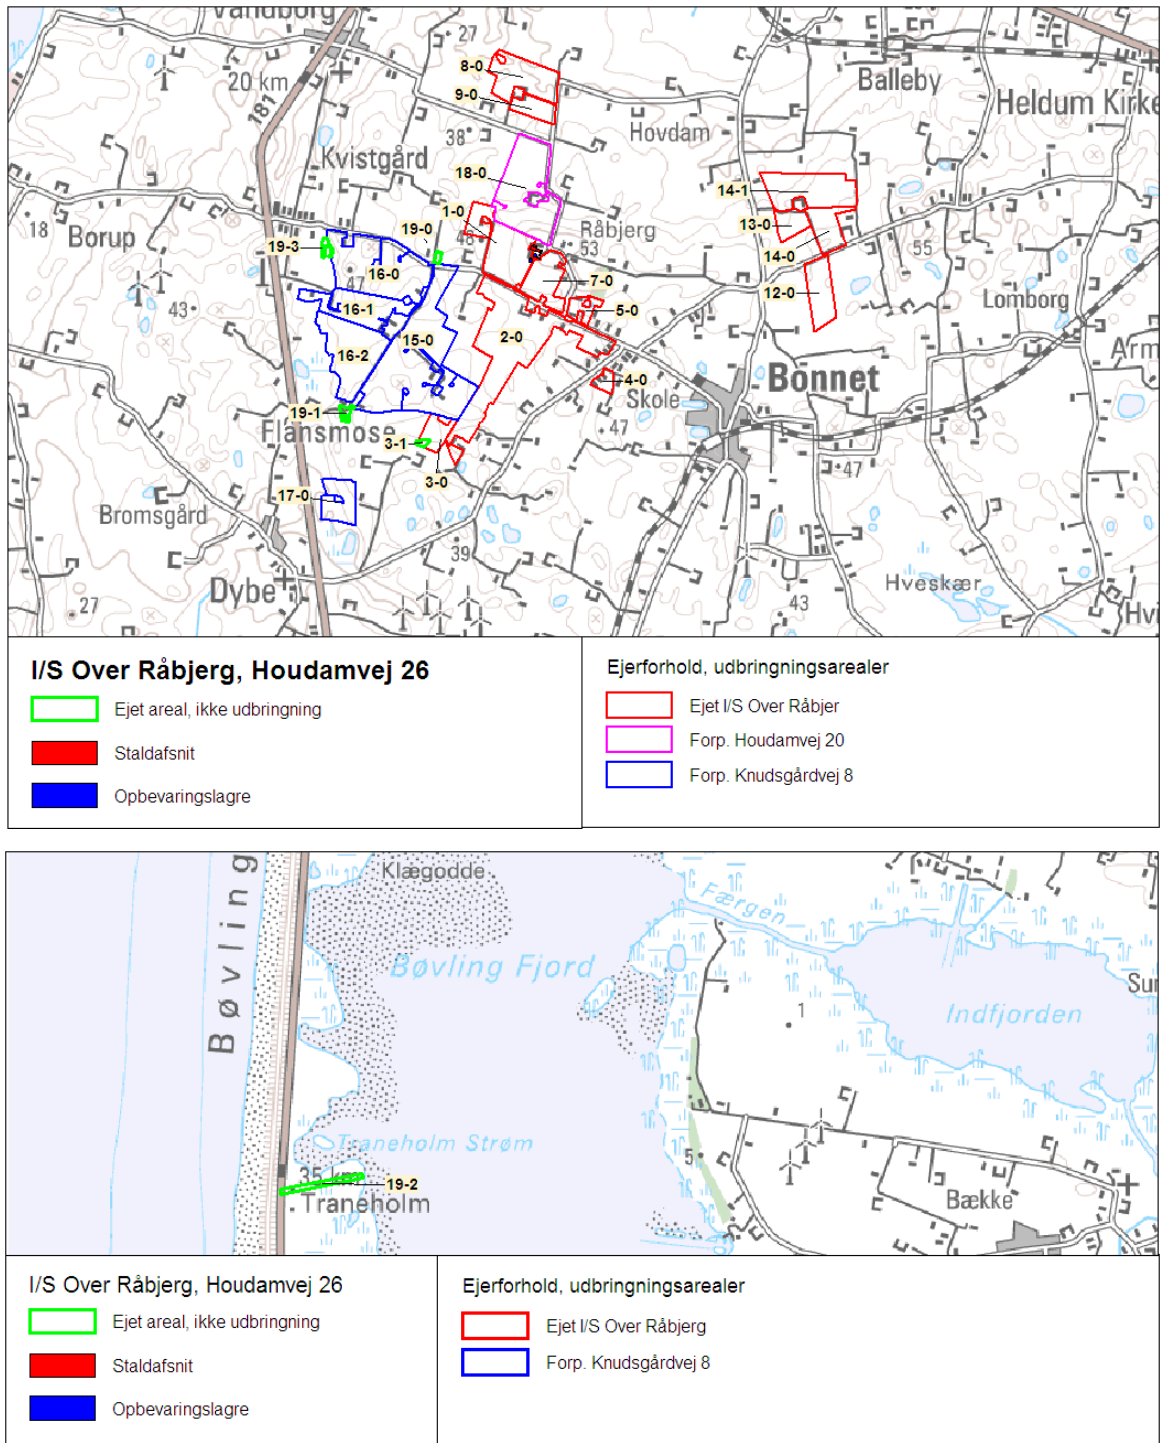 Vandborg
27
8-0
20 km
9-0
Balleby
Heldum Kirke
181
38
Hovdam
Kvistgård
18-0
14-1
1-0
18
Borup
19-0
48
Råbjerg
53
13-0
55
19-3
16-0
14-0
7-0
47
12-0
43
16-1
5-0
Lomborg
15-0
2-0
Arm
16-2
Bonnet
4-0
Skole
19-1
Flansmose
47
3-1
47
3-0
17-0
Bromsgård
39
Dybe
Hveskær
27
43
Hvi
I/S Over Råbjerg, Houdamvej 26
Ejet areal, ikke udbringning
Staldafsnit
Opbevaringslagre
Ejerforhold, udbringningsarealer
Ejet I/S Over Råbjer
Forp. Houdamvej 20
Forp. Knudsgårdvej 8
Bøvling
Klægodde
Færgen
Bøvling Fjord
Sur
1
Indfjorden
Traneholm Strøm
5
35 km
19-2
Traneholm
Bække
I/S Over Råbjerg, Houdamvej 26
Ejet areal, ikke udbringning
Staldafsnit
Opbevaringslagre
Ejerforhold, udbringningsarealer
Ejet I/S Over Råbjerg
Forp. Knudsgårdvej 8